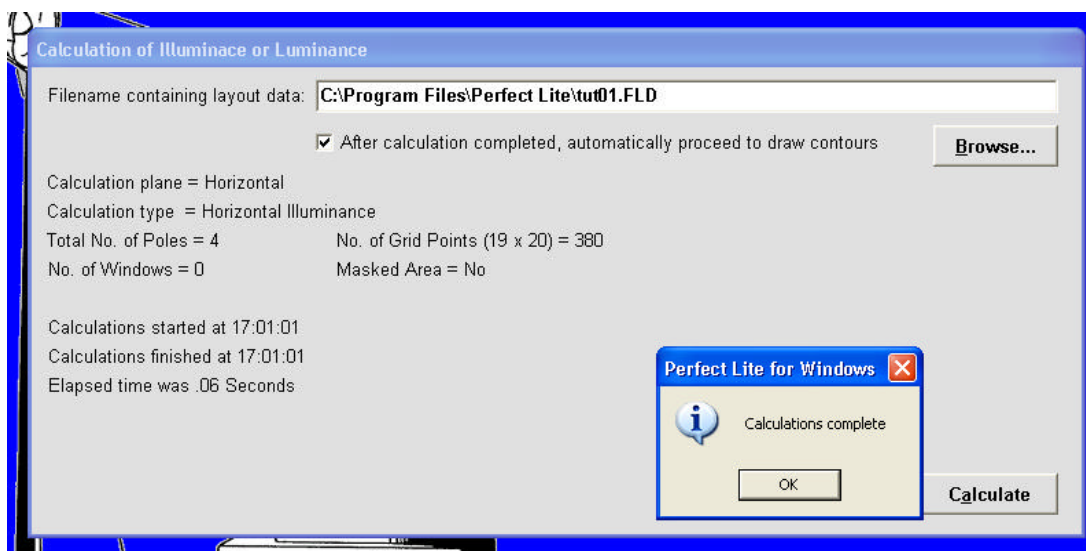 Calculation of Illuminace or Luminance
Filename containing layout data: C:\Program Files\Perfect Lite\tut01.FLD
After calculation completed, automatically proceed to draw contours
Browse...
Calculation plane = Horizontal
Calculation type = Horizontal Illuminance
Total No. of Poles = 4 No. of Grid Points (19 x 20) = 380
No. of Windows = 0 Masked Area = No
Calculations started at 17:01:01
Calculations finished at 17:01:01
Elapsed time was .06 Seconds
Perfect Lite for Windows
Calculations complete
OK
Calculate